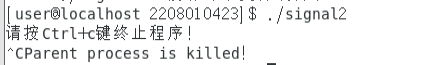 [user@localhost 2208010423]$ ./signal2
请按Ctrl+c键终止程序!
^CParent process is killed!